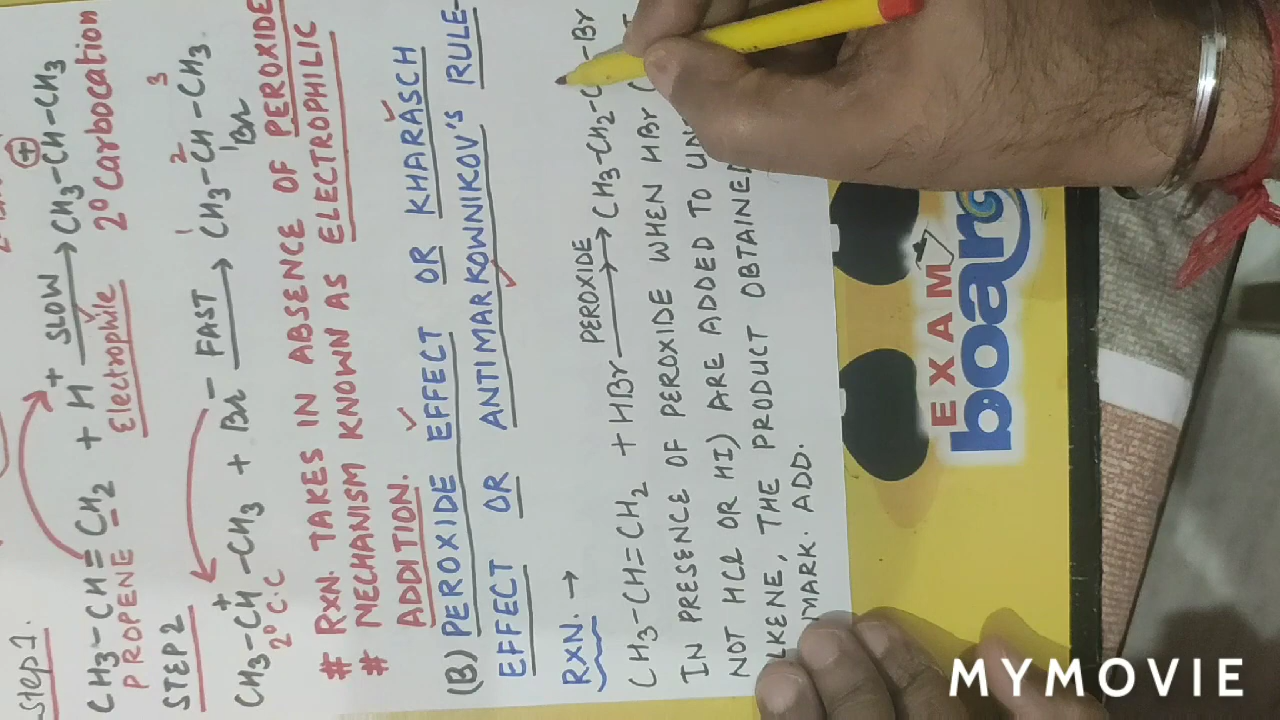 Step 1.
CH3-CH=CH2 + H+ SLOW→ CH3-CH-CH3
PROPENE Electrophile 2° Carbocation
STEP 2
CH3-CH+-CH3 + Br- FAST→ CH3-CH-CH3.
2° C.C Br
# RXN. TAKES IN ABSENCE OF PEROXIDE
# MECHANISM KNOWN AS ELECTROPHILIC
ADDITION.
(B) PEROXIDE EFFECT OR KHARASCH
EFFECT OR ANTIMARKOWNIKOV'S RULE-
RXN. →
CH3-CH=CH2 + HBr PEROXIDE→ CH3-CH2-C -Br
IN PRESENCE OF PEROXIDE WHEN HBr
NOT HCl OR HI) ARE ADDED TO
LKENE, THE PRODUCT OBTAINED
MARK. ADD.
EXAM
board
MYMOVIE